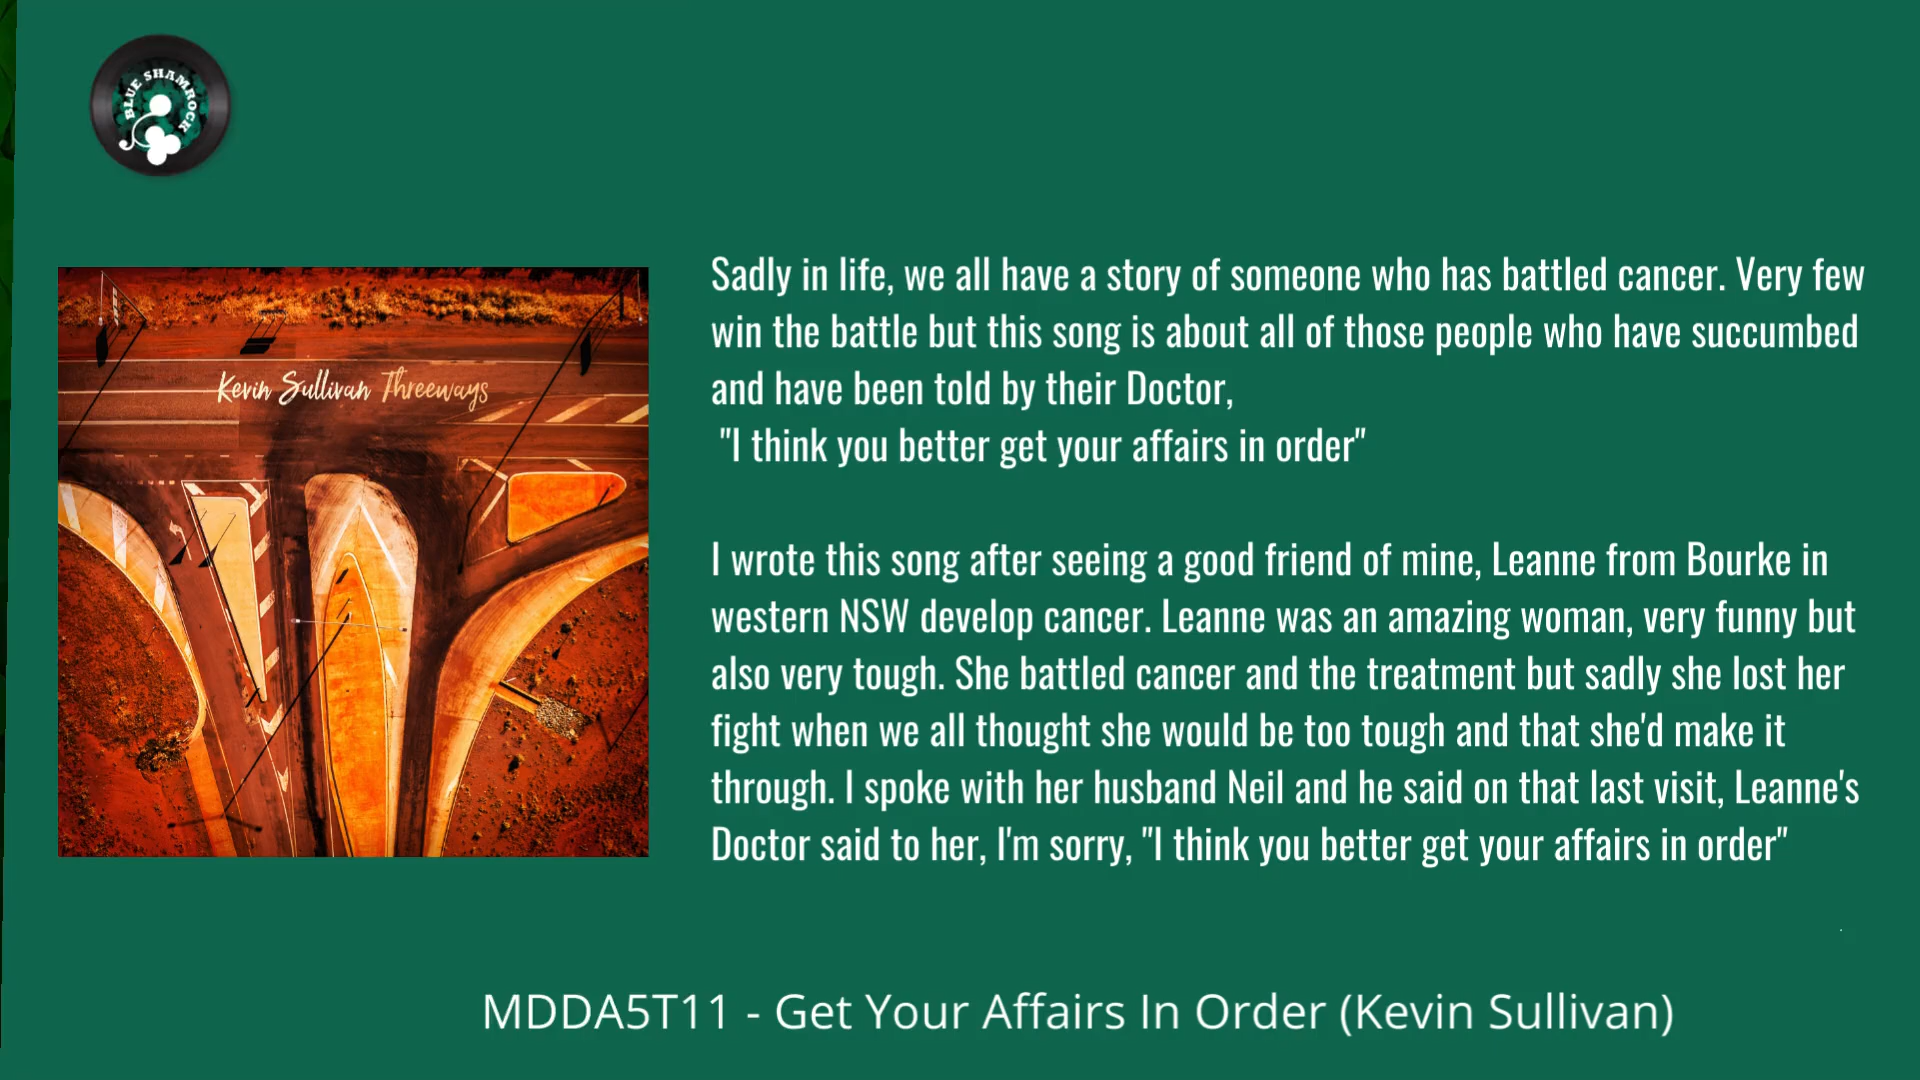 BLUE SHAMROCK
Kevin Sullivan Threeways
Sadly in life, we all have a story of someone who has battled cancer. Very few
win the battle but this song is about all of those people who have succumbed
and have been told by their Doctor,
"I think you better get your affairs in order"
I wrote this song after seeing a good friend of mine, Leanne from Bourke in
western NSW develop cancer. Leanne was an amazing woman, very funny but
also very tough. She battled cancer and the treatment but sadly she lost her
fight when we all thought she would be too tough and that she'd make it
through. I spoke with her husband Neil and he said on that last visit, Leanne's
Doctor said to her, I'm sorry, "I think you better get your affairs in order"
MDDA5T11 - Get Your Affairs In Order (Kevin Sullivan)